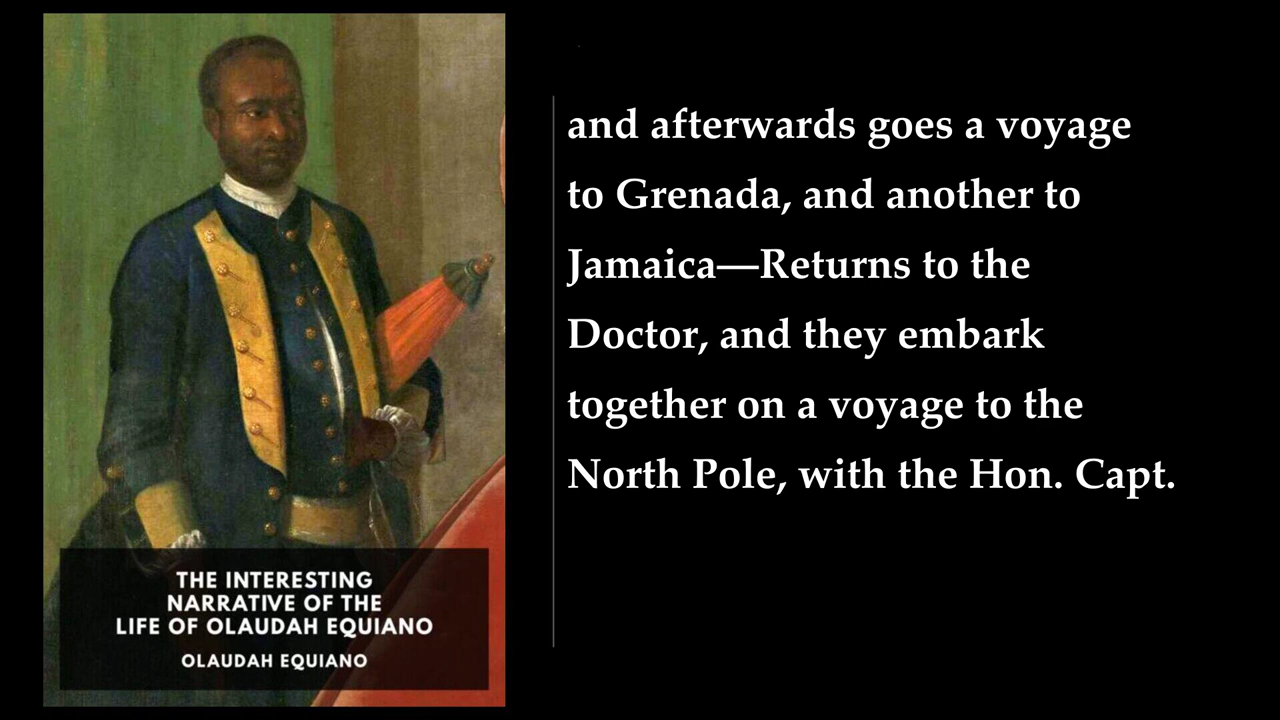 THE INTERESTING
NARRATIVE OF THE
LIFE OF OLAUDAH EQUIANO
OLAUDAH EQUIANO
and afterwards goes a voyage
to Grenada, and another to
Jamaica—Returns to the
Doctor, and they embark
together on a voyage to the
North Pole, with the Hon. Capt.